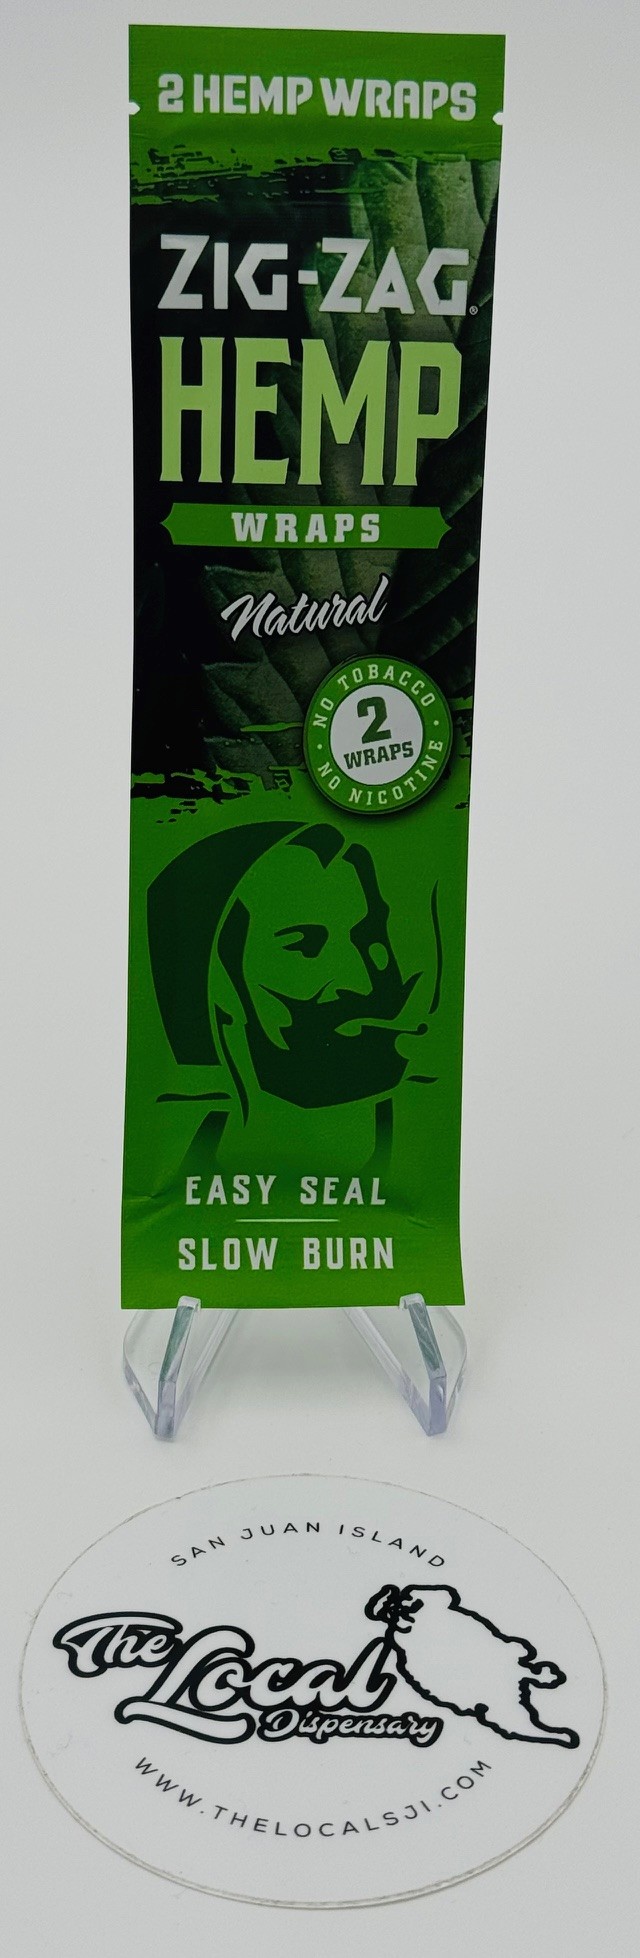 2 HEMP WRAPS
ZIG-ZAG®
HEMP
WRAPS
Natural
NO TOBACCO
2
WRAPS
NO NICOTINE
EASY SEAL
SLOW BURN
SAN JUAN ISLAND
The Local
Dispensary
WWW.THELOCALSJI.COM